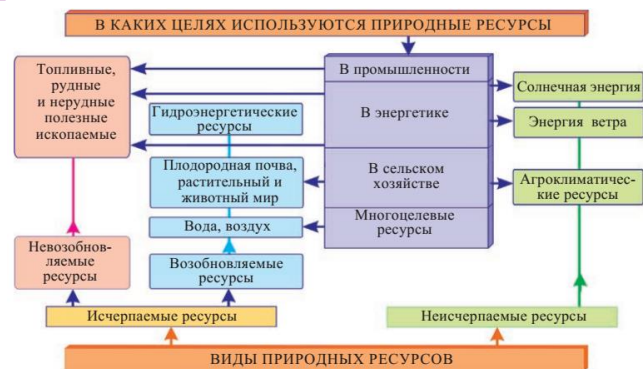 В КАКИХ ЦЕЛЯХ ИСПОЛЬЗУЮТСЯ ПРИРОДНЫЕ РЕСУРСЫ
Топливные,
рудные
и нерудные
полезные
ископаемые
Гидроэнергетические
ресурсы
Плодородная почва,
растительный и
животный мир
Вода, воздух
Возобновляемые
ресурсы
Невозобнов-
ляемые
ресурсы
В промышленности
В энергетике
В сельском
хозяйстве
Многоцелевые
ресурсы
Солнечная энергия
Энергия ветра
Агроклиматичес-
кие ресурсы
Исчерпаемые ресурсы
Неисчерпаемые ресурсы
ВИДЫ ПРИРОДНЫХ РЕСУРСОВ